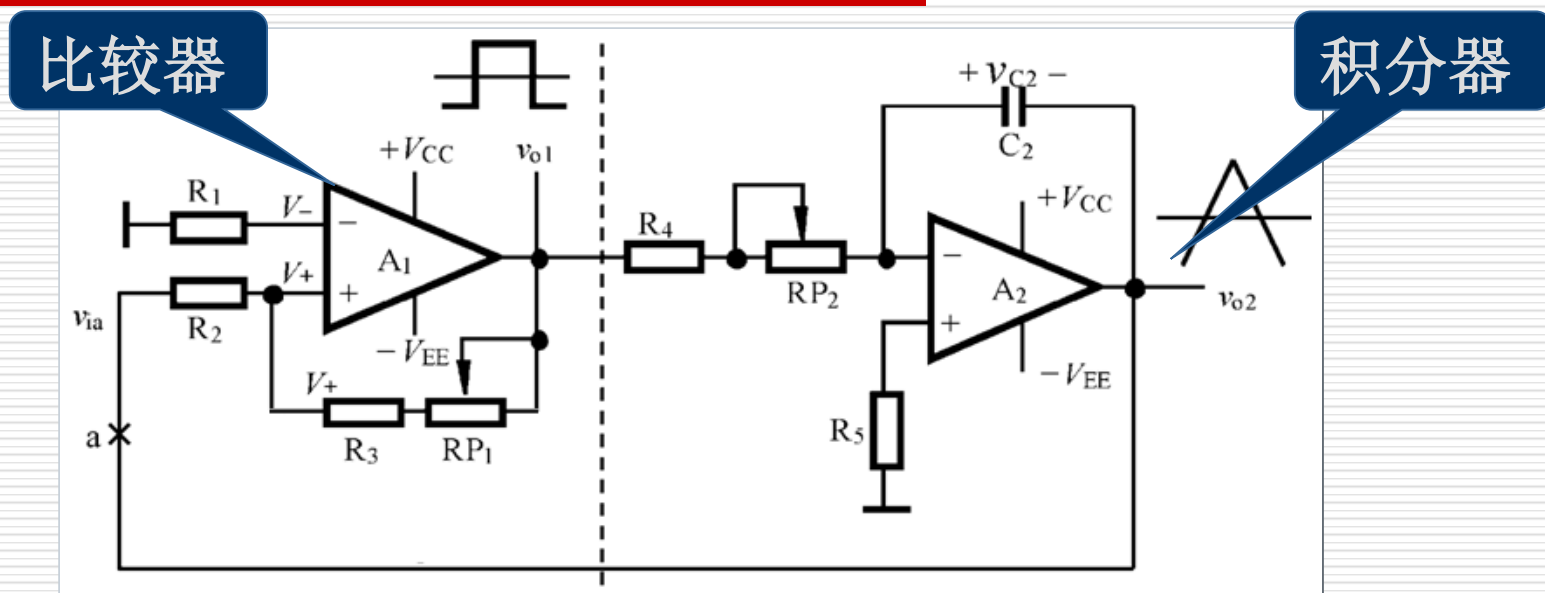 比较器
积分器
+ vC2 −
C2
+VCC
vo1
R1
V−
−
A1
R4
RP2
−
+VCC
A2
vo2
V+
+
via
R2
− VEE
+
− VEE
V+
R3
RP1
a
R5